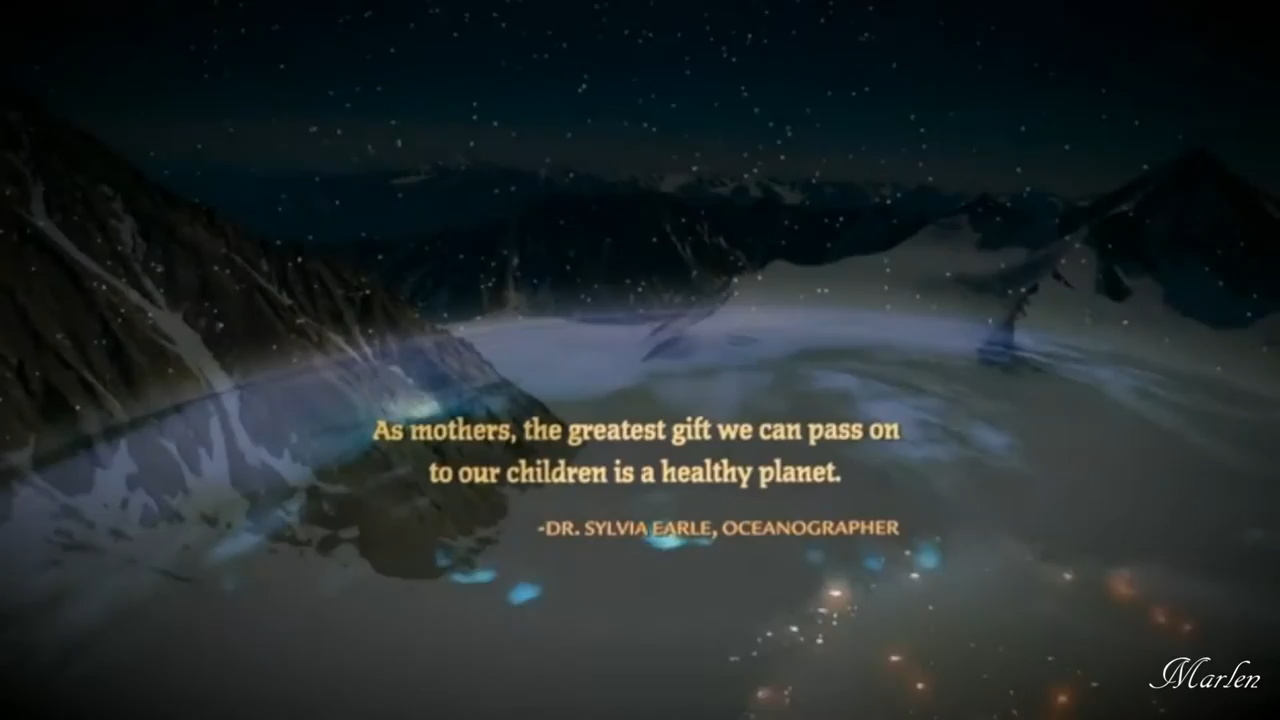 As mothers, the greatest gift we can pass on
to our children is a healthy planet.
-DR. SYLVIA EARLE, OCEANOGRAPHER
Marlen